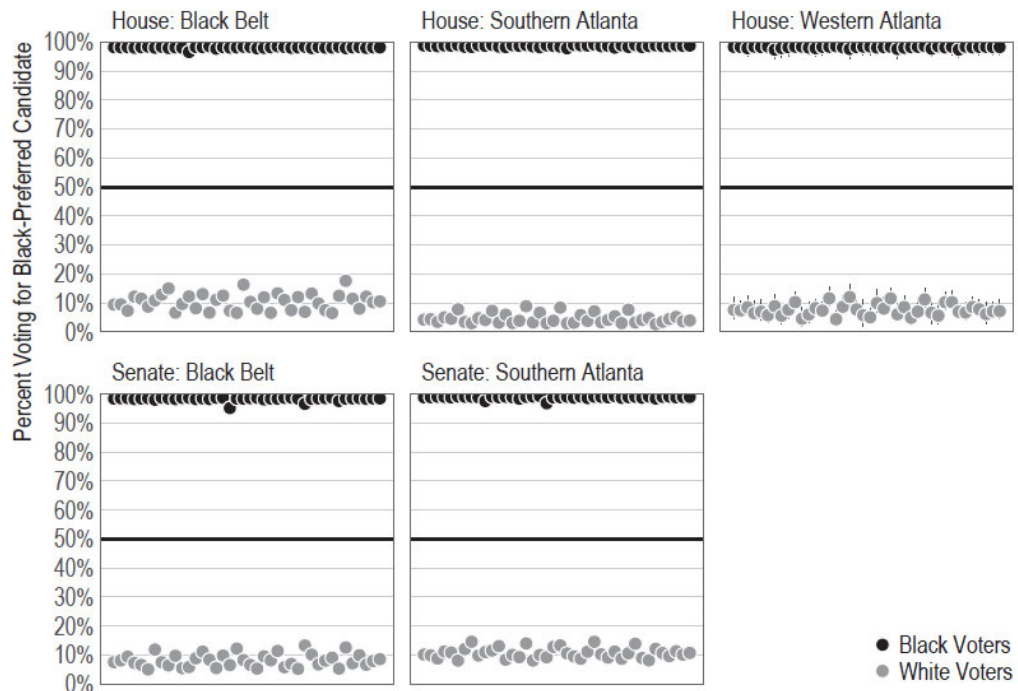 House: Black Belt
House: Southern Atlanta
House: Western Atlanta
Percent Voting for Black-Preferred Candidate
100%
90%
80%
70%
60%
50%
40%
30%
20%
10%
0%
Senate: Black Belt
Senate: Southern Atlanta
100%
90%
80%
70%
60%
50%
40%
30%
20%
10%
0%
Black Voters
White Voters